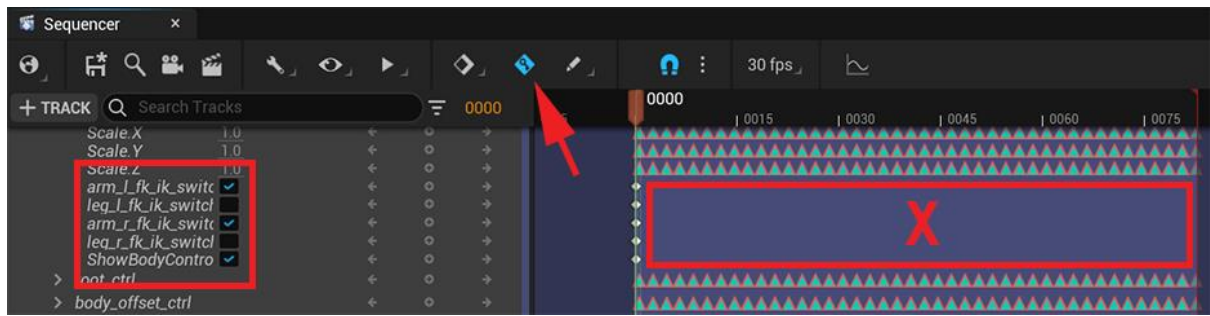 Sequencer ×
30 fps
+ TRACK Search Tracks 0000 0000
0015 0030 0045 0060 0075
Scale.X 1.0
Scale.Y 1.0
Scale.Z 1.0
arm_l_fk_ik_switc
leg_l_fk_ik_switcl
arm_r_fk_ik_switc
leg_r_fk_ik_switcl
ShowBodyContro
X
oot_ctrl
body_offset_ctrl